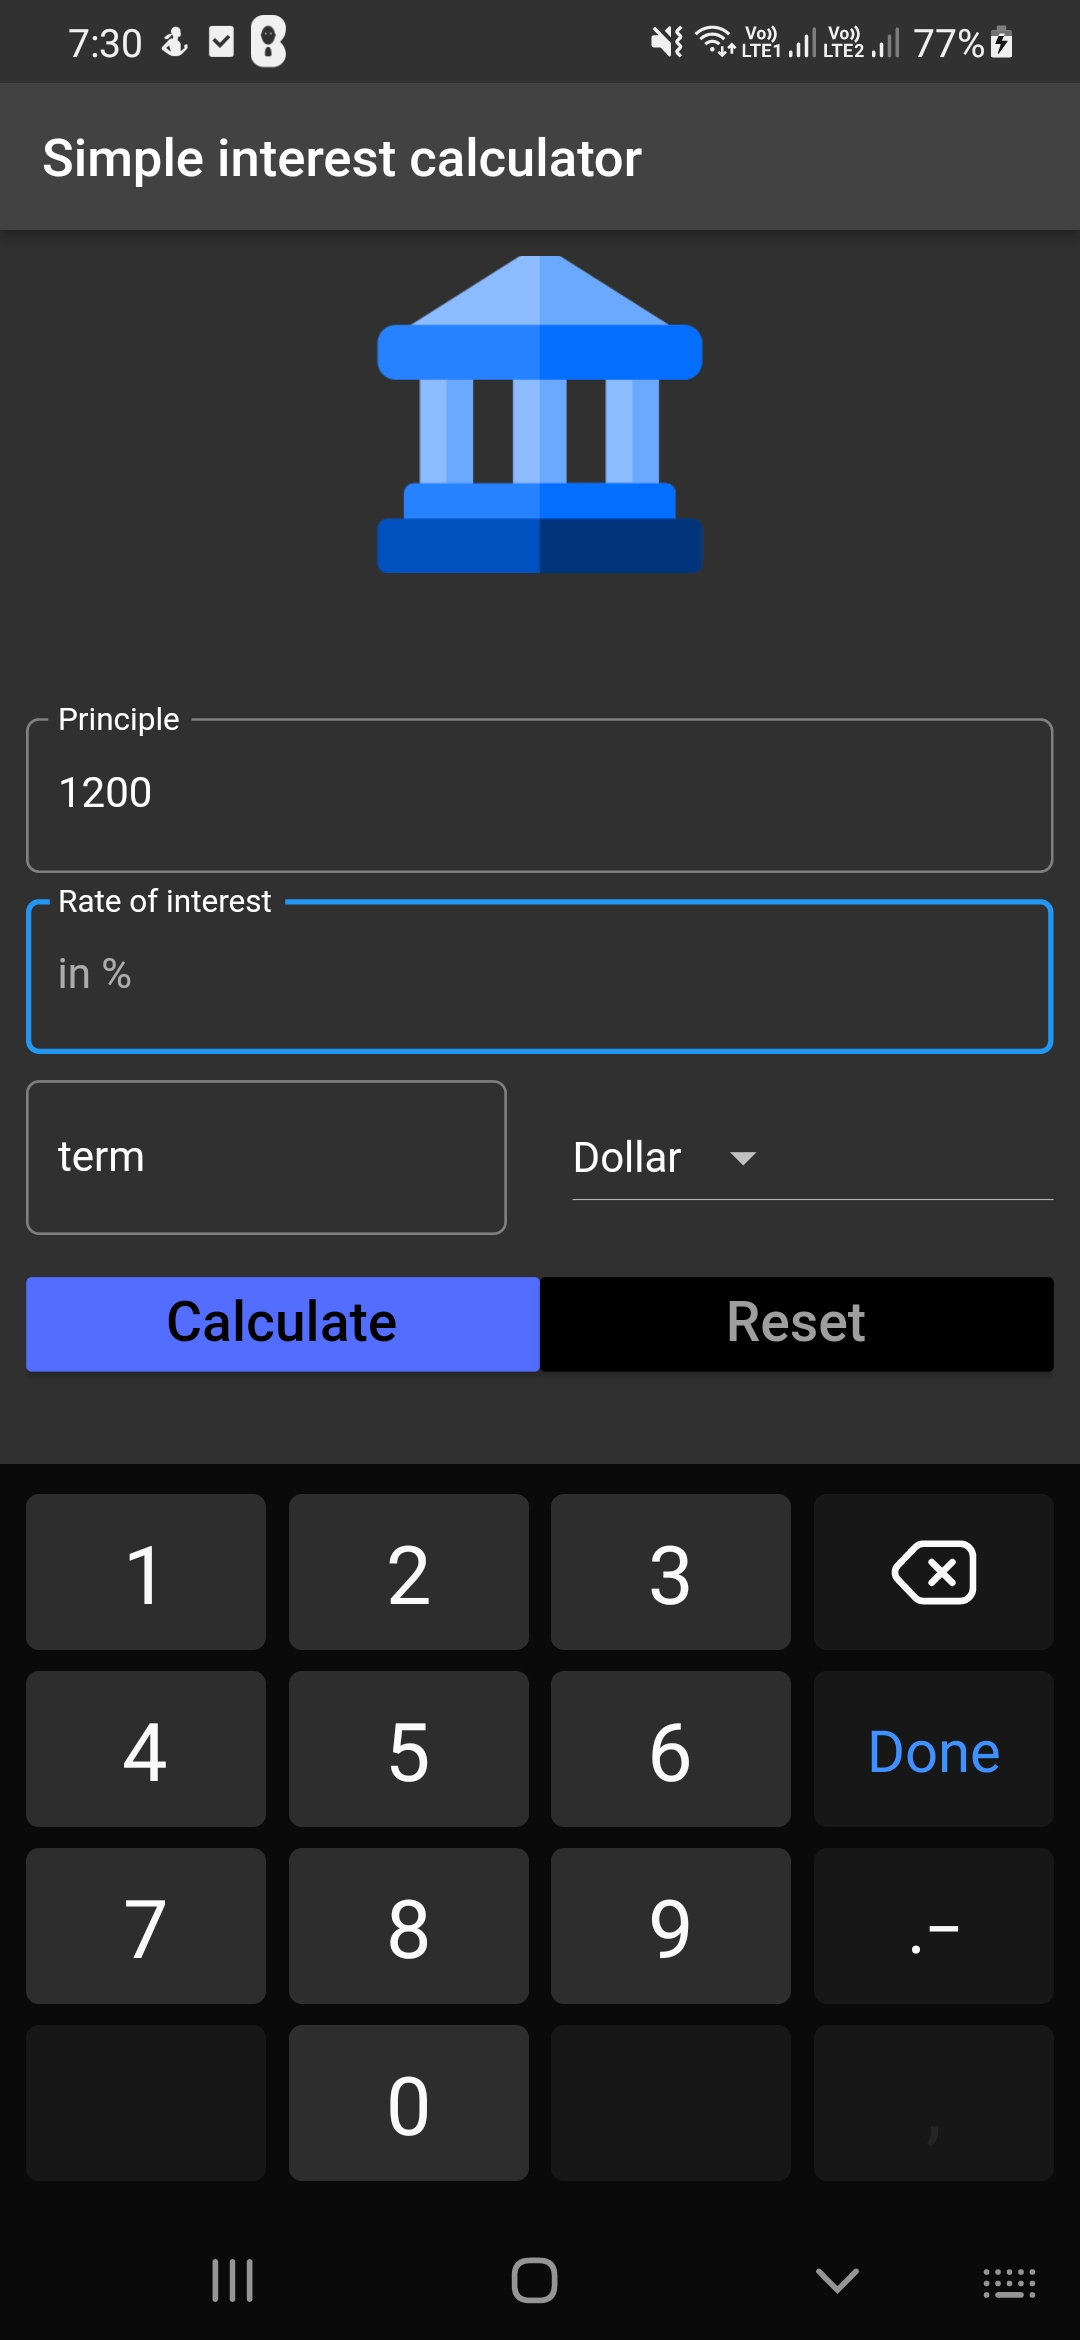 7:30 Vo)) LTE1 Vo)) LTE2 77%
Simple interest calculator
Principle
1200
Rate of interest
in %
term Dollar
Calculate Reset
1 2 3
4 5 6 Done
7 8 9 .-
0 ,